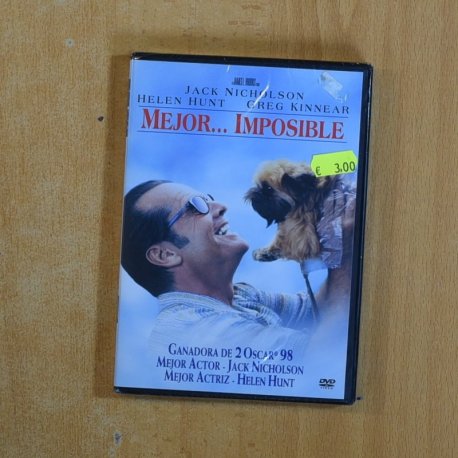 JACK NICHOLSON
HELEN HUNT GREG KINNEAR
MEJOR... IMPOSIBLE
€ 3,00
GANADORA DE 2 OSCAR® 98
MEJOR ACTOR - JACK NICHOLSON
MEJOR ACTRIZ - HELEN HUNT
DVD
VIDEO